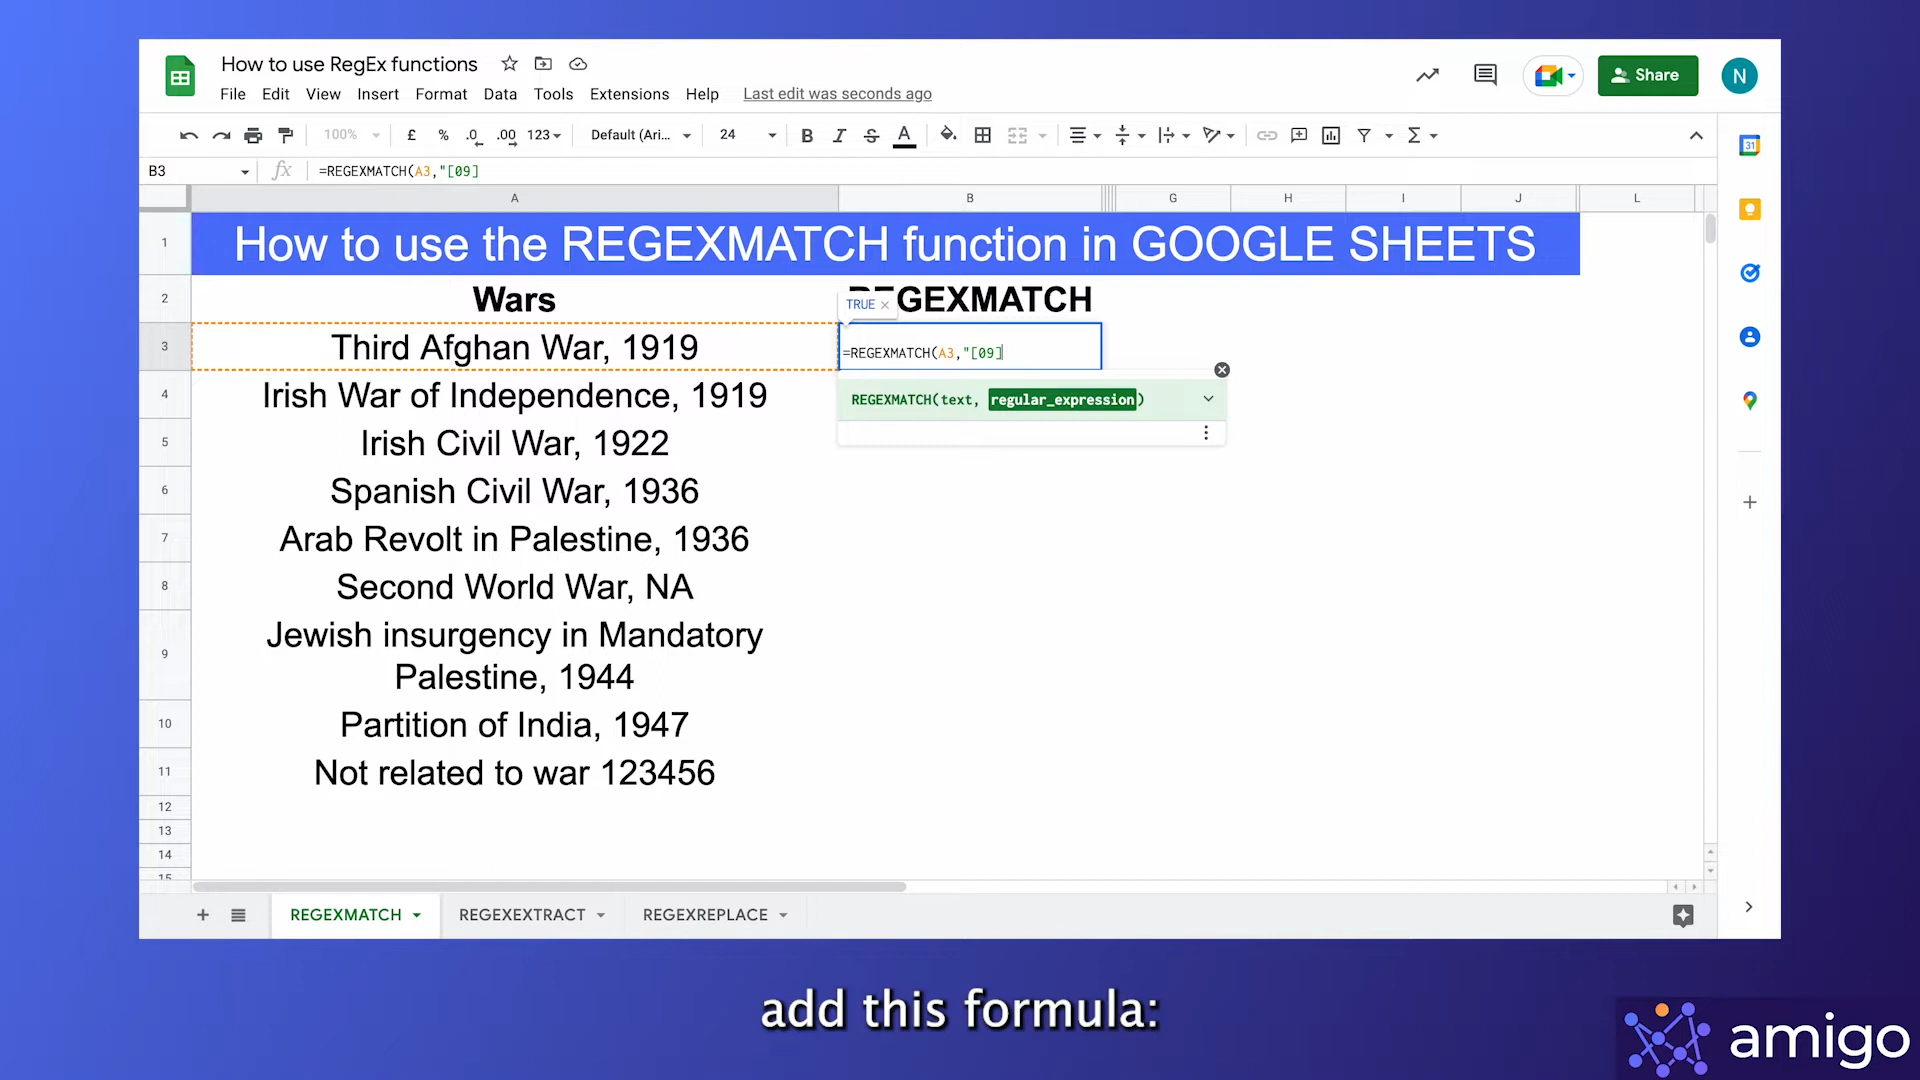 How to use RegEx functions
File Edit View Insert Format Data Tools Extensions Help Last edit was seconds ago
Share
N
100% £ % .0 .00 123 Default (Ari... 24 B I S A
31
B3 fx =REGEXMATCH(A3,"[09]
A B G H I J L
1 How to use the REGEXMATCH function in GOOGLE SHEETS
2 Wars REGEXMATCH
TRUE ×
3 Third Afghan War, 1919 =REGEXMATCH(A3,"[09]
REGEXMATCH(text, regular_expression)
4 Irish War of Independence, 1919
5 Irish Civil War, 1922
6 Spanish Civil War, 1936
7 Arab Revolt in Palestine, 1936
8 Second World War, NA
9 Jewish insurgency in Mandatory
Palestine, 1944
10 Partition of India, 1947
11 Not related to war 123456
12
13
14
15
REGEXMATCH REGEXEXTRACT REGEXREPLACE
add this formula:
amigo